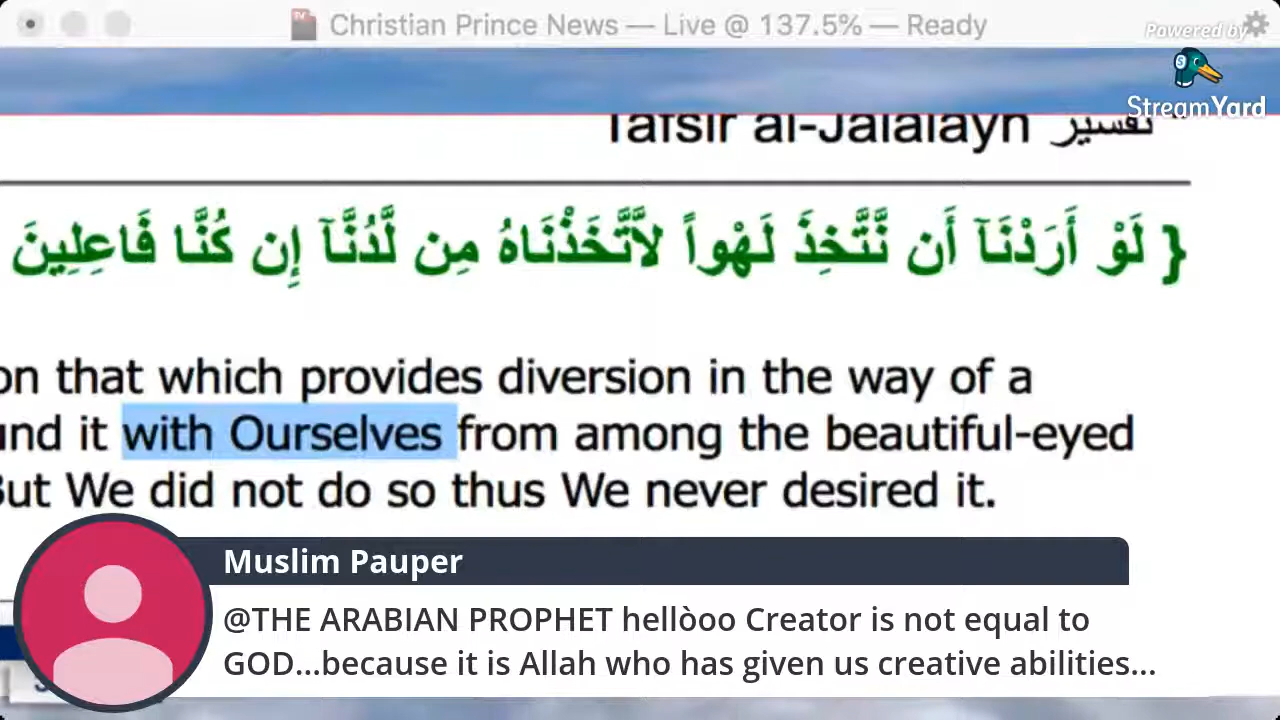 Christian Prince News — Live @ 137.5% — Ready
Powered by
StreamYard
Tafsir al-Jalalayn تفسير
{ لَوْ أَرَدْنَآ أَن نَّتَّخِذَ لَهْواً لاَّتَّخَذْنَاهُ مِن لَّدُنَّآ إِن كُنَّا فَاعِلِينَ
on that which provides diversion in the way of a
und it with Ourselves from among the beautiful-eyed
But We did not do so thus We never desired it.
Muslim Pauper
@THE ARABIAN PROPHET hellòoo Creator is not equal to
GOD...because it is Allah who has given us creative abilities...